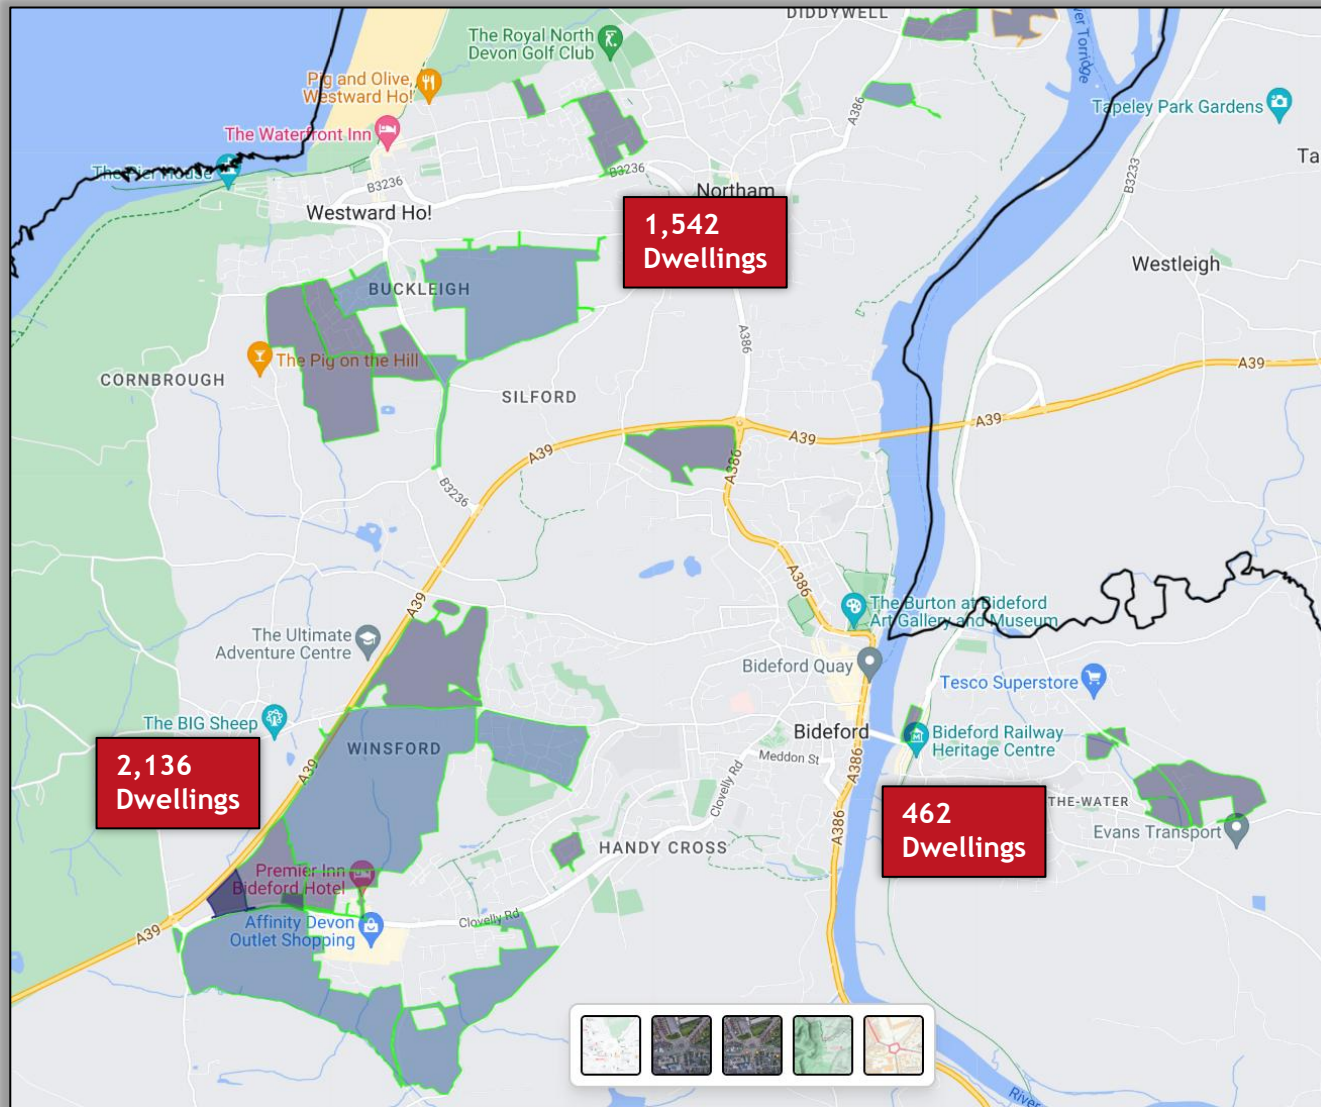 DIDDYWELL
The Royal North
Devon Golf Club
Pig and Olive,
Westward Ho!
Tapeley Park Gardens
A386
The Waterfront Inn
The Pier House
B3236
B3236
B3233
Ta
Northam
Westward Ho!
1,542
Dwellings
Westleigh
BUCKLEIGH
A386
The Pig on the Hill
A39
CORNBROUGH
SILFORD
A39
A39
A39
A386
B3236
A386
A39
The Burton at Bideford
Art Gallery and Museum
The Ultimate
Adventure Centre
Bideford Quay
Tesco Superstore
The BIG Sheep
Bideford
Bideford Railway
Heritage Centre
WINSFORD
Meddon St
A386
A39
2,136
Dwellings
Clovelly Rd
462
Dwellings
THE-WATER
Evans Transport
A386
HANDY CROSS
Premier Inn
Bideford Hotel
Clovelly Rd
Affinity Devon
Outlet Shopping
A39
River